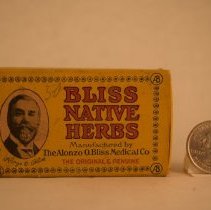 BLISS
NATIVE
HERBS
Manufactured by
The Alonzo O. Bliss Medical Co
THE ORIGINAL & GENUINE